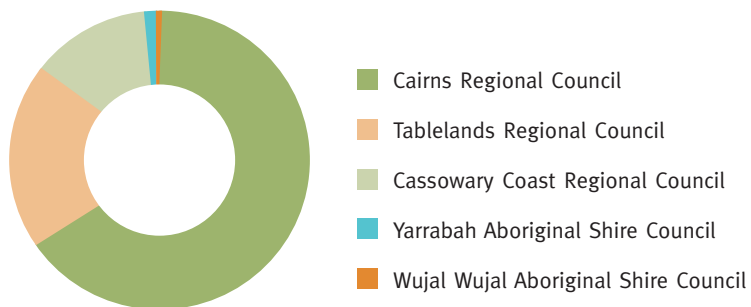 Cairns Regional Council
Tablelands Regional Council
Cassowary Coast Regional Council
Yarrabah Aboriginal Shire Council
Wujal Wujal Aboriginal Shire Council